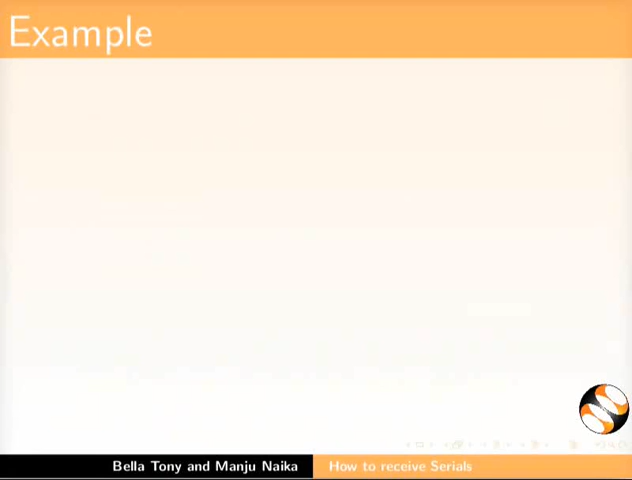 Example
Bella Tony and Manju Naika
How to receive Serials